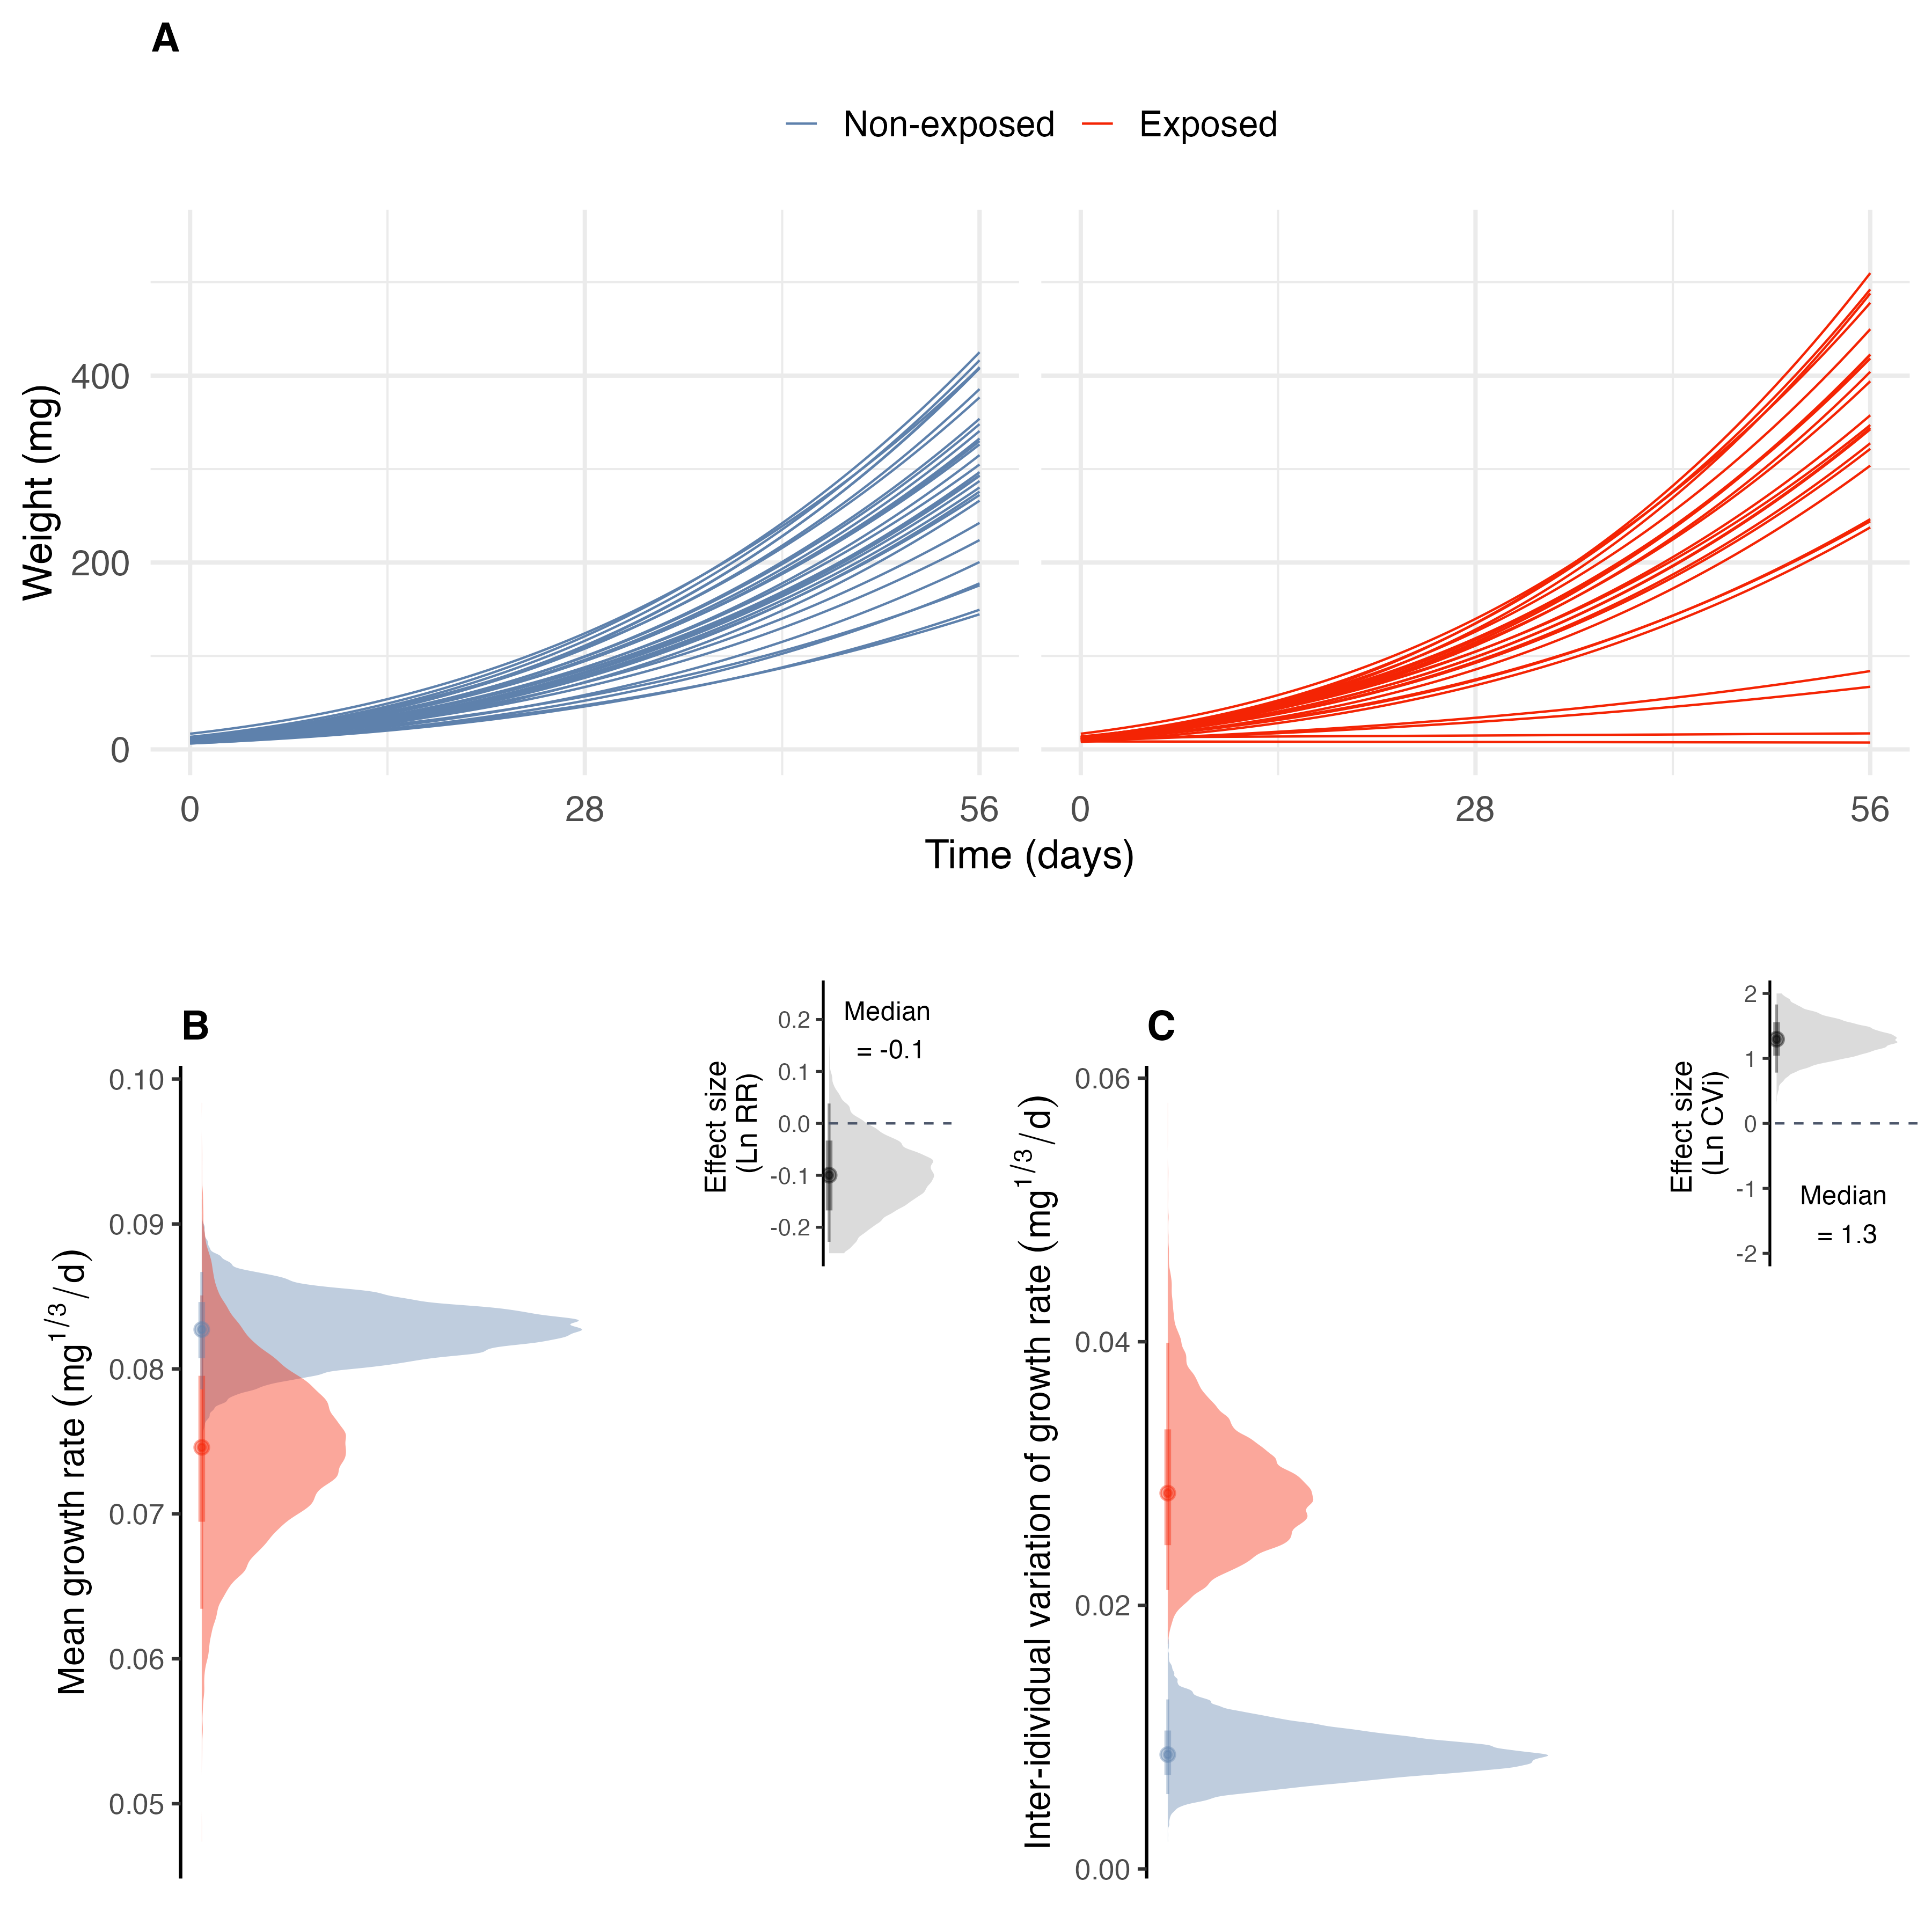 A
Non-exposed
Exposed
Weight (mg)
400
200
0
0
28
56
0
28
56
Time (days)
B
Mean growth rate (mg^1/3/d)
0.10
0.09
0.08
0.07
0.06
0.05
Effect size
(Ln RR)
0.2
0.1
0.0
-0.1
-0.2
Median
= -0.1
C
Inter-idividual variation of growth rate (mg^1/3/d)
0.06
0.04
0.02
0.00
Effect size
(Ln CVi)
2
1
0
-1
-2
Median
= 1.3